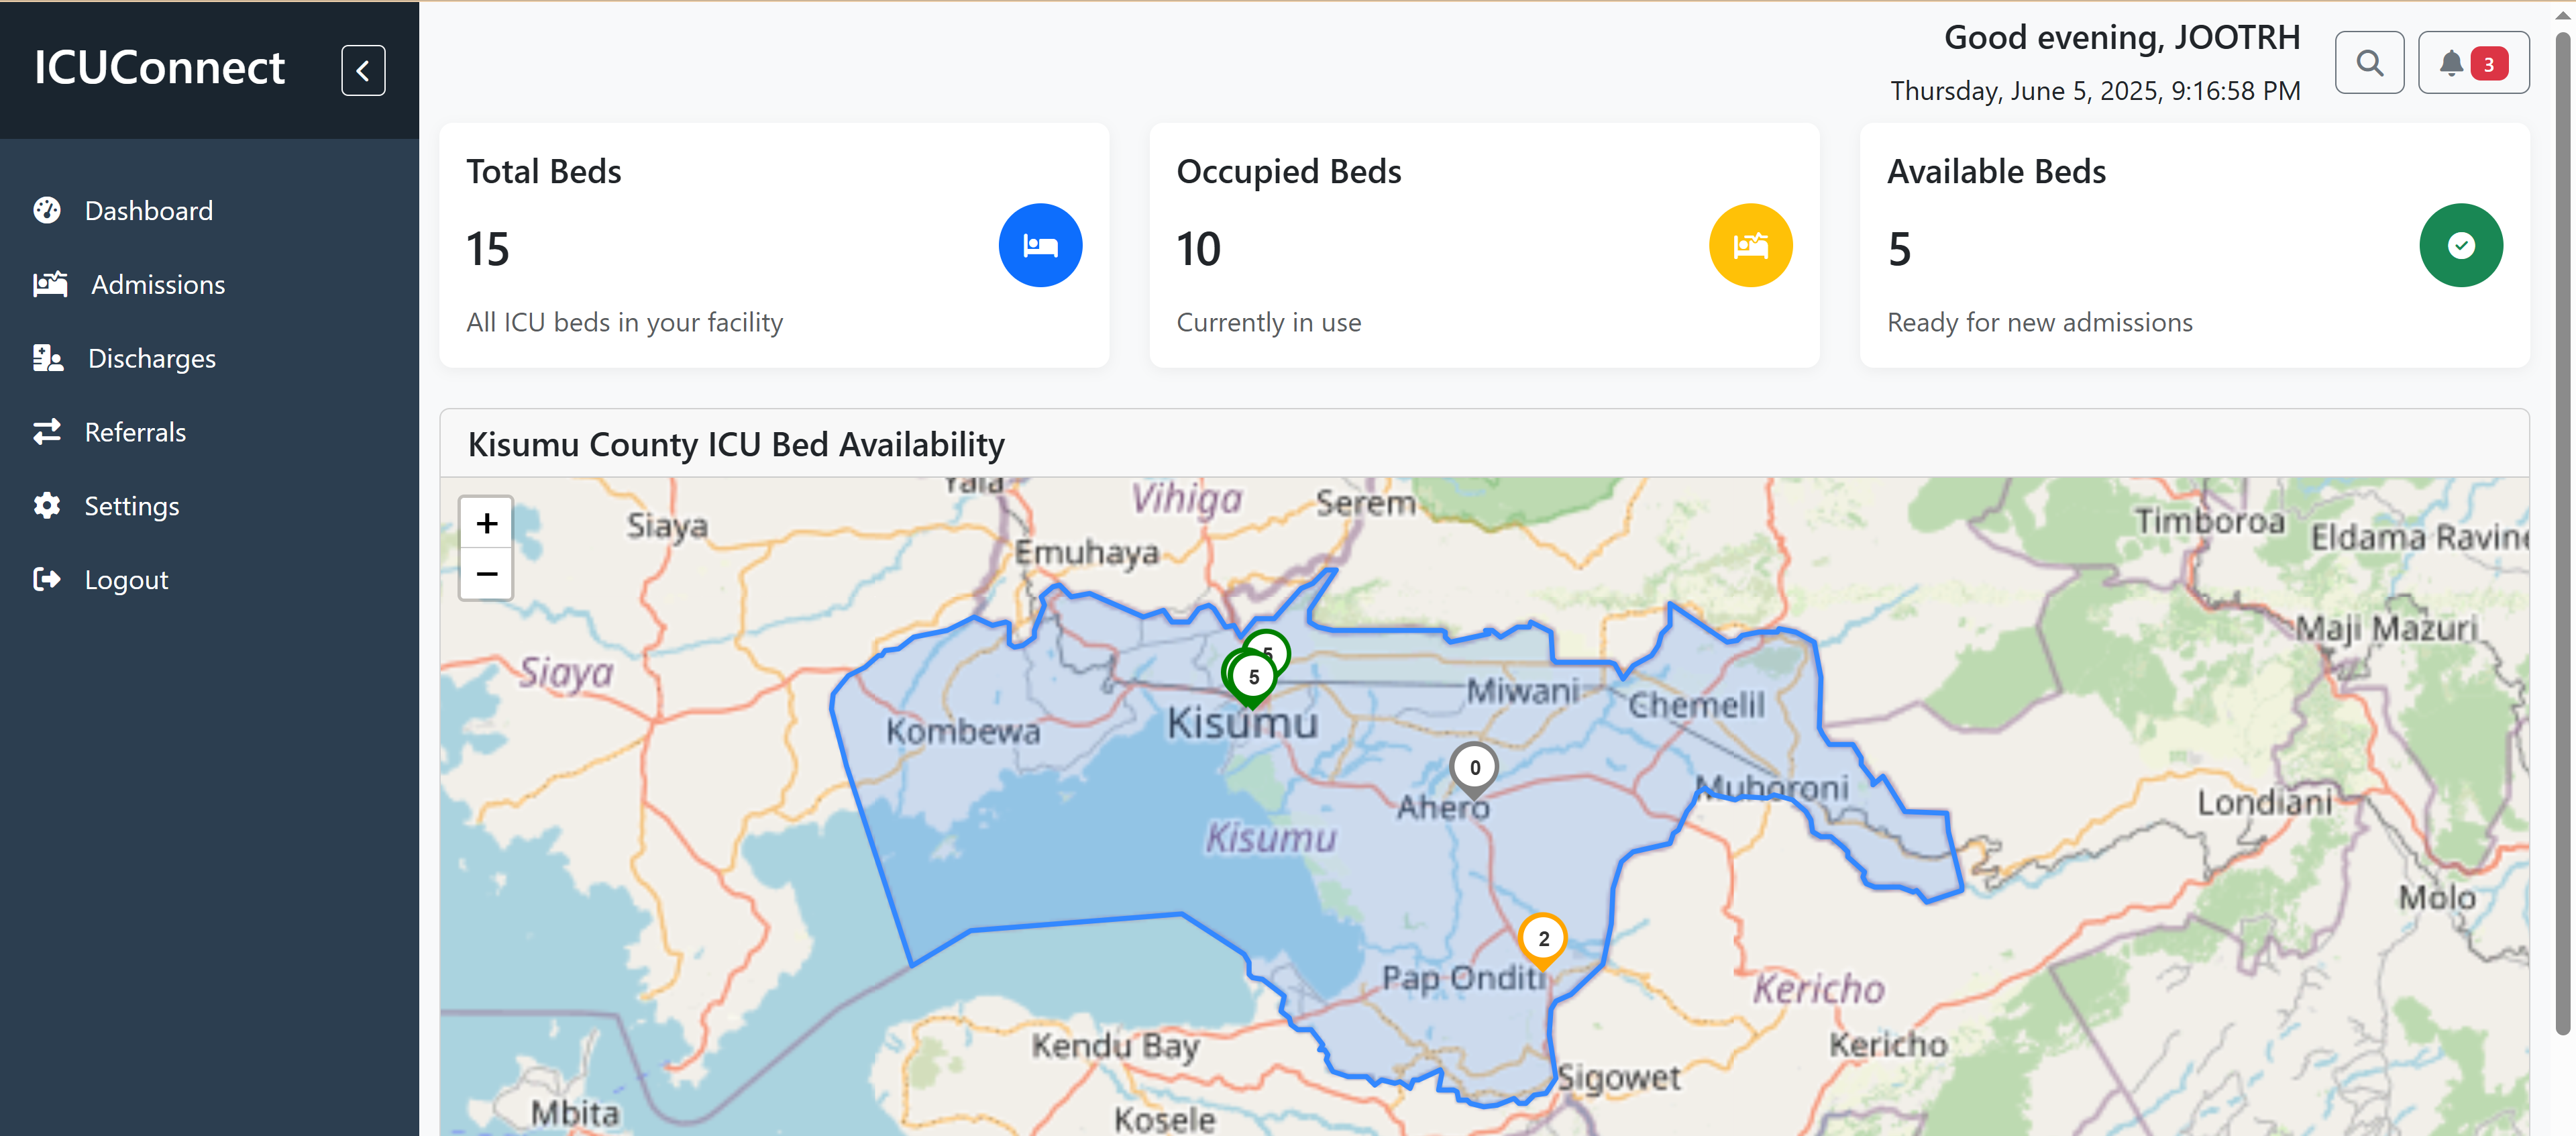 ICUConnect
Dashboard
Admissions
Discharges
Referrals
Settings
Logout
Good evening, JOOTRH
Thursday, June 5, 2025, 9:16:58 PM
3
Total Beds
15
All ICU beds in your facility
Occupied Beds
10
Currently in use
Available Beds
5
Ready for new admissions
Kisumu County ICU Bed Availability
+
−
Yala
Vihiga
Serem
Siaya
Emuhaya
Timboroa
Eldama Ravine
Maji Mazuri
Siaya
5
5
Kombewa
Kisumu
Miwani
Chemelil
0
Ahero
Muhoroni
Londiani
Kisumu
Molo
2
Pap Onditi
Kericho
Kendu Bay
Kericho
Sigowet
Mbita
Kosele